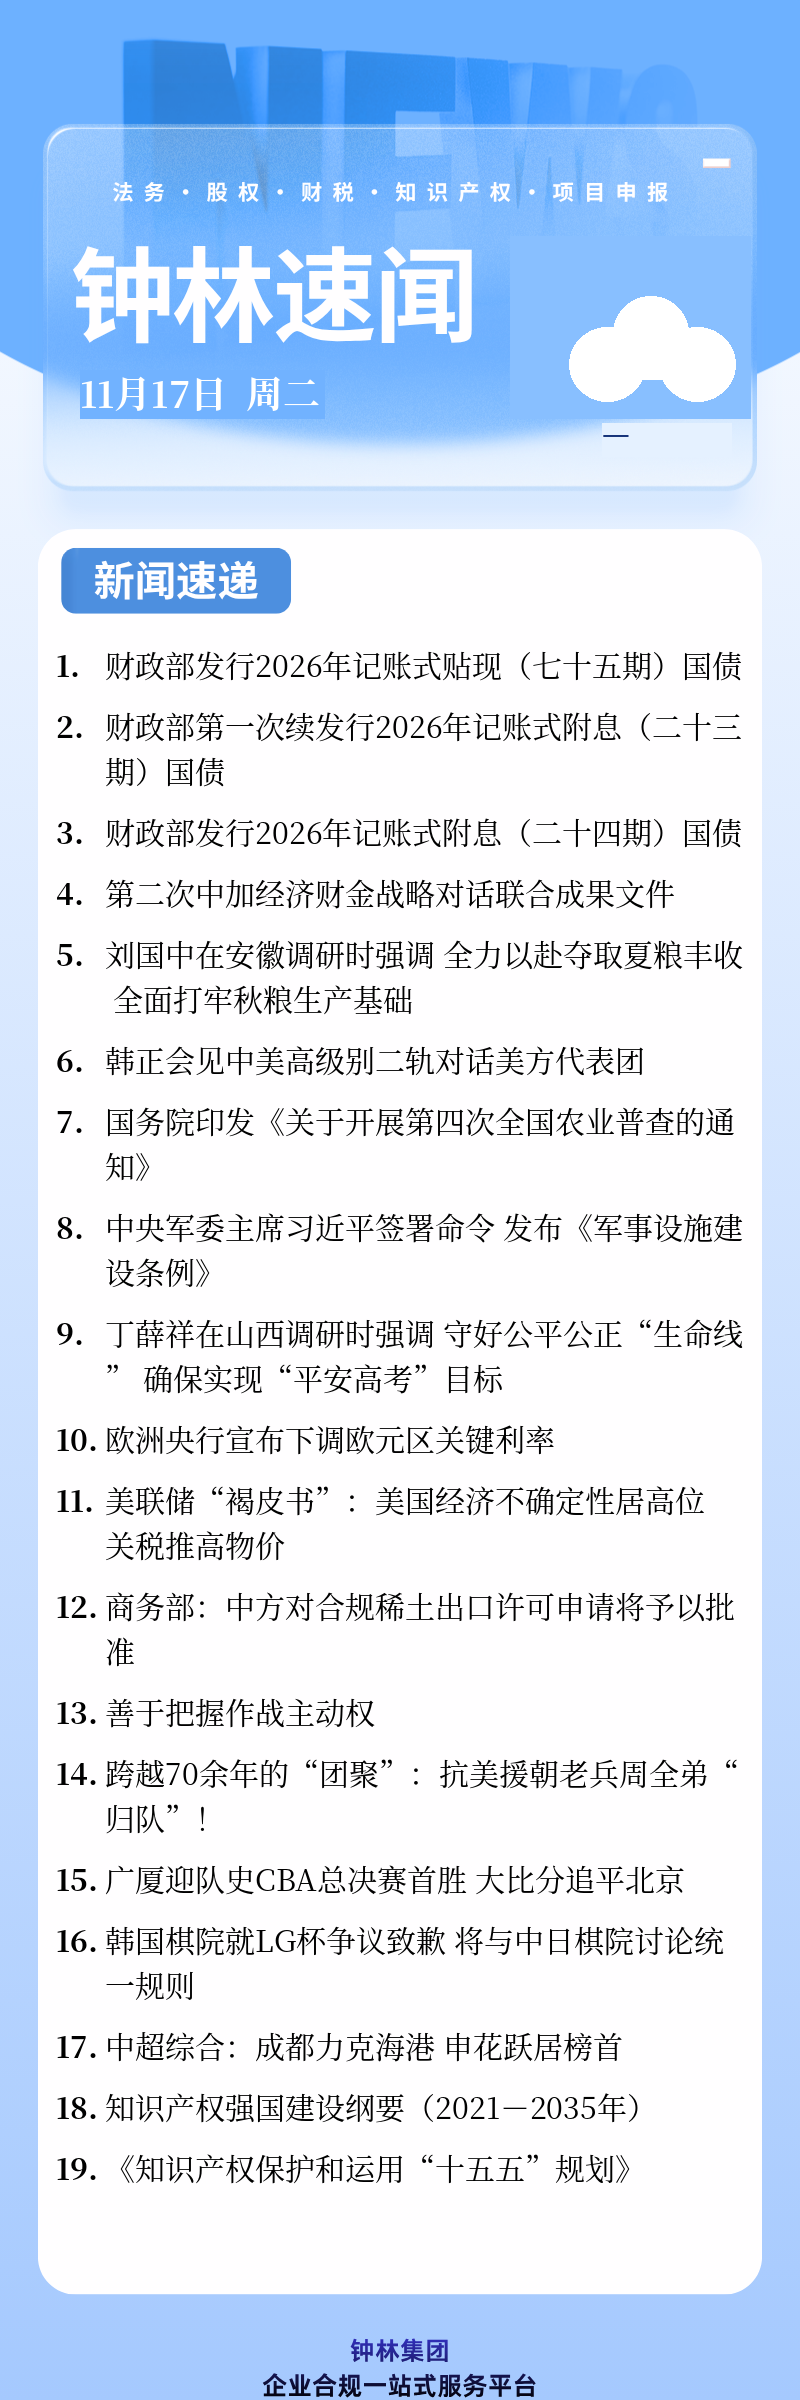 NEWS
法务・股权・财税・知识产权・项目申报
钟林速闻
11月17日 周二
新闻速递
1. 财政部发行2026年记账式贴现（七十五期）国债
2. 财政部第一次续发行2026年记账式附息（二十三
期）国债
3. 财政部发行2026年记账式附息（二十四期）国债
4. 第二次中加经济财金战略对话联合成果文件
5. 刘国中在安徽调研时强调 全力以赴夺取夏粮丰收
全面打牢秋粮生产基础
6. 韩正会见中美高级别二轨对话美方代表团
7. 国务院印发《关于开展第四次全国农业普查的通
知》
8. 中央军委主席习近平签署命令 发布《军事设施建
设条例》
9. 丁薛祥在山西调研时强调 守好公平公正“生命线
” 确保实现“平安高考”目标
10. 欧洲央行宣布下调欧元区关键利率
11. 美联储“褐皮书”：美国经济不确定性居高位
关税推高物价
12. 商务部：中方对合规稀土出口许可申请将予以批
准
13. 善于把握作战主动权
14. 跨越70余年的“团聚”：抗美援朝老兵周全弟“
归队”！
15. 广厦迎队史CBA总决赛首胜 大比分追平北京
16. 韩国棋院就LG杯争议致歉 将与中日棋院讨论统
一规则
17. 中超综合：成都力克海港 申花跃居榜首
18. 知识产权强国建设纲要（2021－2035年）
19. 《知识产权保护和运用“十五五”规划》
钟林集团
企业合规一站式服务平台